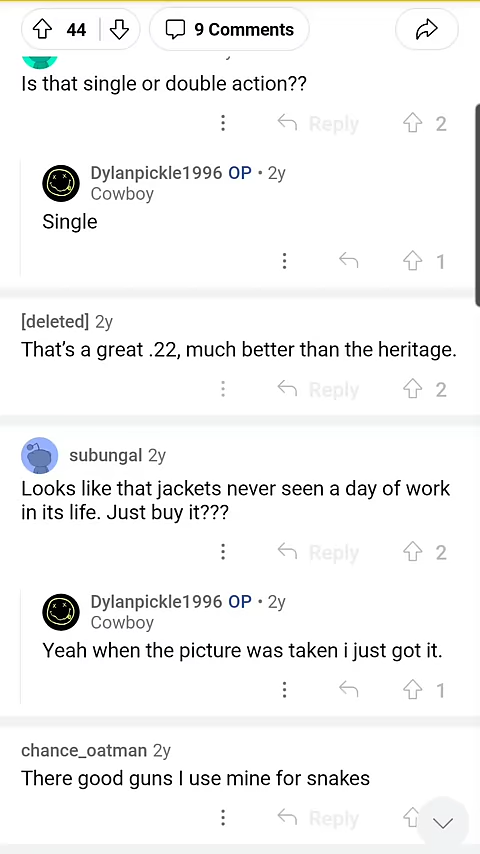 44
9 Comments
Is that single or double action??
Reply
2
Dylanpickle1996 OP • 2y
Cowboy
Single
1
[deleted] 2y
That's a great .22, much better than the heritage.
Reply
2
subungal 2y
Looks like that jackets never seen a day of work
in its life. Just buy it???
Reply
2
Dylanpickle1996 OP • 2y
Cowboy
Yeah when the picture was taken i just got it.
1
chance_oatman 2y
There good guns I use mine for snakes
Reply